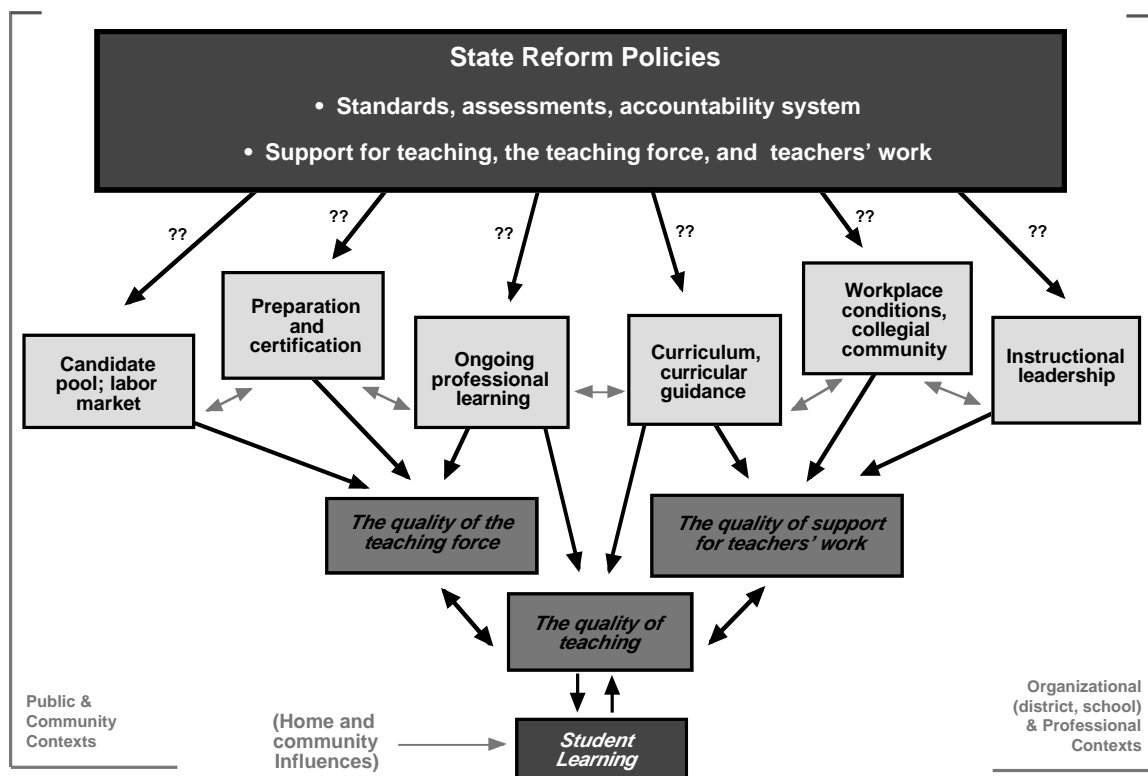 State Reform Policies
• Standards, assessments, accountability system
• Support for teaching, the teaching force, and teachers' work
??
??
??
??
??
??
Candidate
pool; labor
market
Preparation
and
certification
Ongoing
professional
learning
Curriculum,
curricular
guidance
Workplace
conditions,
collegial
community
Instructional
leadership
The quality of the
teaching force
The quality of support
for teachers' work
The quality of
teaching
Public &
Community
Contexts
(Home and
community
Influences)
Student
Learning
Organizational
(district, school)
& Professional
Contexts